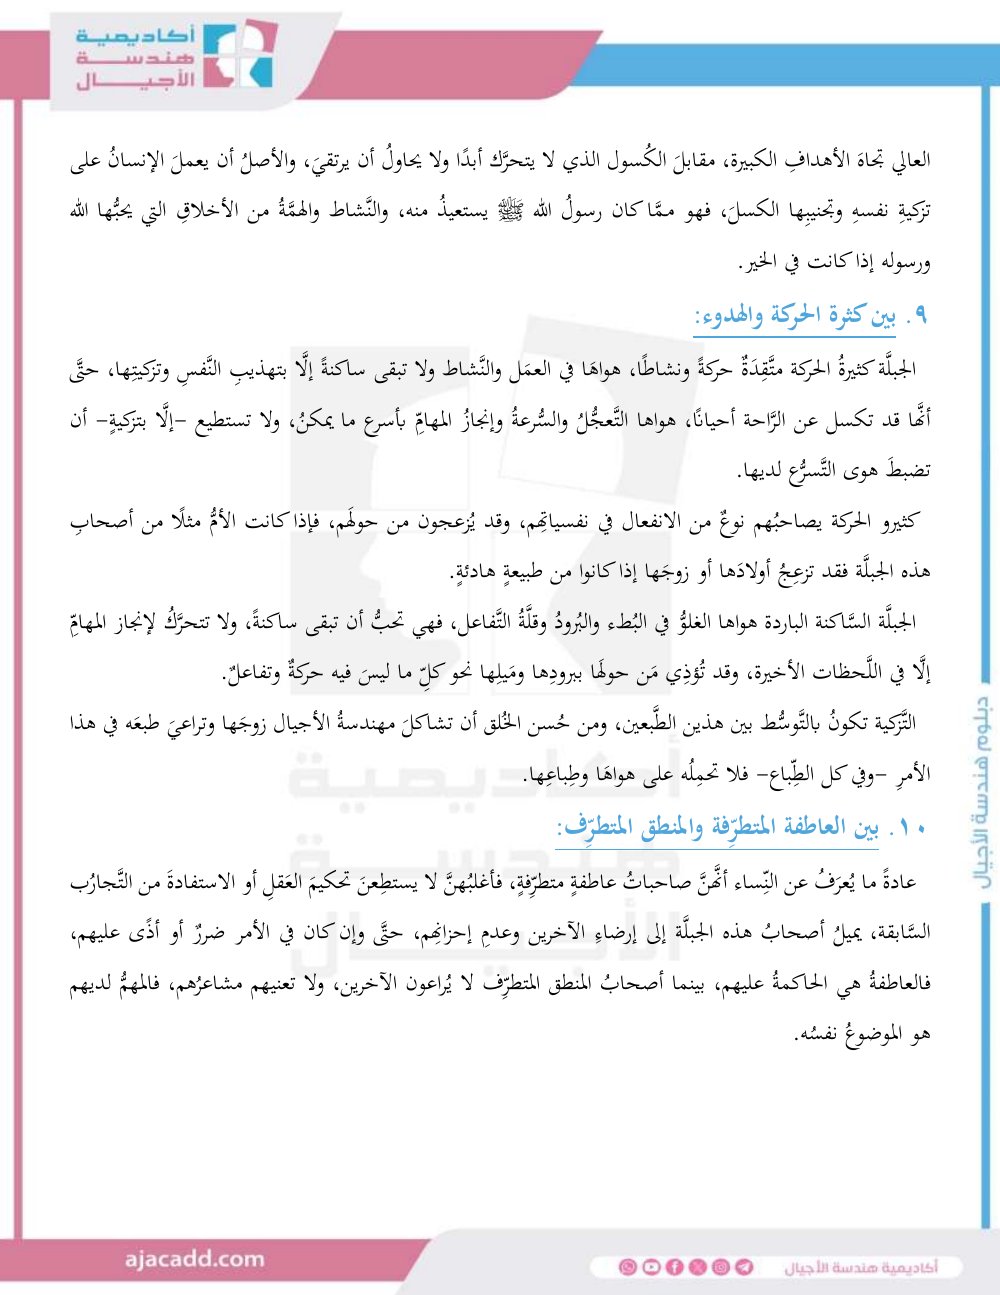 أكاديمية
هندسة
الأجيال
العالي تجاهَ الأهدافِ الكبيرة، مقابلَ الكُسول الذي لا يتحرَّك أبدًا ولا يحاولُ أن يرتقيَ، والأصلُ أن يعملَ الإنسانُ على
تزكيةِ نفسهِ وتجنيبِها الكسلَ، فهو ممَّا كان رسولُ الله ﷺ يستعيذُ منه، والنَّشاط والهمَّةُ من الأخلاقِ التي يحبُّها الله
ورسوله إذا كانت في الخير.
٩. بين كثرة الحركة والهدوء:
الجبلَّة كثيرةُ الحركة متَّقِدَةٌ حركةً ونشاطًا، هواهَا في العمَل والنَّشاط ولا تبقى ساكنةً إلَّا بتهذيبِ النَّفسِ وتزكيتِها، حتَّى
أنَّها قد تكسل عن الرَّاحة أحيانًا، هواها التَّعجُّلُ والسُّرعةُ وإنجازُ المهامِّ بأسرع ما يمكنُ، ولا تستطيع –إلَّا بتزكيةٍ– أن
تضبطَ هوى التَّسرُّع لديها.
كثيرو الحركة يصاحبُهم نوعٌ من الانفعال في نفسياتِهم، وقد يُزعجون من حولَهم، فإذا كانت الأمُّ مثلًا من أصحابِ
هذه الجبلَّة فقد تزعِجُ أولادَها أو زوجَها إذا كانوا من طبيعةٍ هادئةٍ.
الجبلَّة السَّاكنة الباردة هواها الغلوُّ في البُطء والبُرودُ وقلَّةُ التَّفاعل، فهي تحبُّ أن تبقى ساكنةً، ولا تتحرَّكُ لإنجاز المهامِّ
إلَّا في اللَّحظات الأخيرة، وقد تُؤذِي مَن حولَها ببرودِها ومَيلِها نحو كلِّ ما ليسَ فيه حركةٌ وتفاعلٌ.
التَّزكية تكونُ بالتَّوسُّط بين هذين الطَّبعين، ومن حُسن الخُلق أن تشاكلَ مهندسةُ الأجيال زوجَها وتراعيَ طبعَه في هذا
الأمرِ –وفي كل الطِّباع– فلا تحمِلُه على هواهَا وطِباعِها.
١٠. بين العاطفة المتطرِّفة والمنطق المتطرِّف:
عادةً ما يُعرَفُ عن النِّساء أنَّهنَّ صاحباتُ عاطفةٍ متطرِّفةٍ، فأغلبُهنَّ لا يستطِعنَ تحكيمَ العَقلِ أو الاستفادةَ من التَّجارُب
السَّابقة، يميلُ أصحابُ هذه الجبلَّة إلى إرضاءِ الآخرين وعدمِ إحزانِهم، حتَّى وإن كان في الأمر ضررٌ أو أذًى عليهم،
فالعاطفةُ هي الحاكمةُ عليهم، بينما أصحابُ المنطق المتطرِّف لا يُراعون الآخرين، ولا تعنيهم مشاعرُهم، فالمهمُّ لديهم
هو الموضوعُ نفسُه.
أكاديمية
هندسة
الأجيال
دبلوم هندسة الأجيال
ajacadd.com
أكاديمية هندسة الأجيال